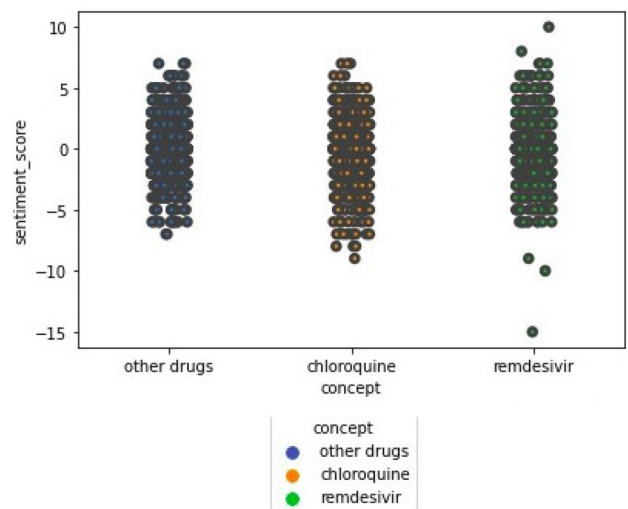 10
5
0
−5
−10
−15
sentiment_score
other drugs chloroquine remdesivir
concept
concept
other drugs
chloroquine
remdesivir